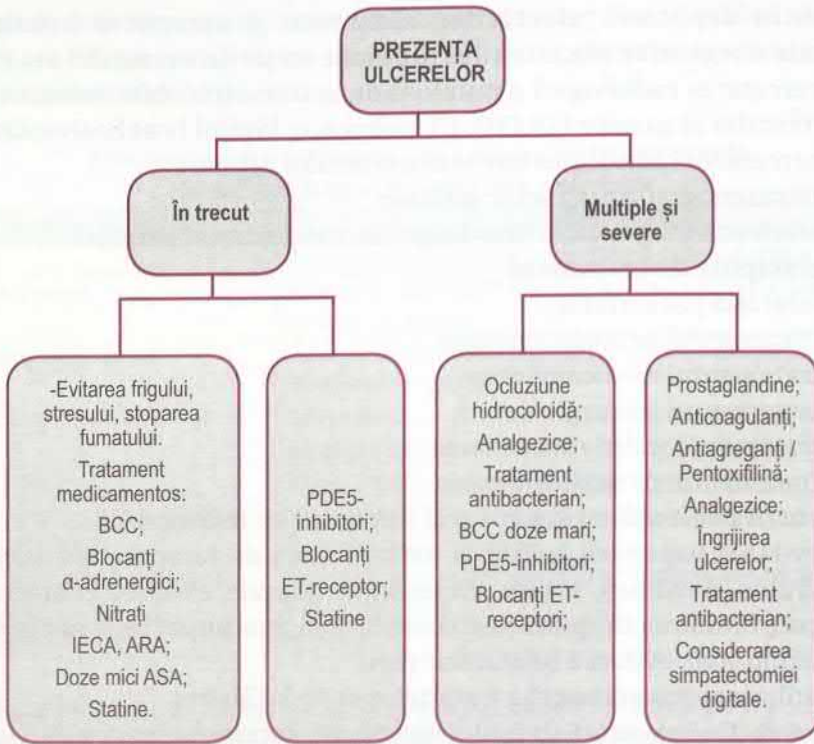 PREZENȚA
ULCERELOR
În trecut
Multiple și
severe
-Evitarea frigului,
stresului, stoparea
fumatului.
Tratament
medicamentos:
BCC;
Blocanți
α-adrenergici;
Nitrați
IECA, ARA;
Doze mici ASA;
Statine.
PDE5-
inhibitori;
Blocanți
ET-receptor;
Statine
Ocluziune
hidrocoloidă;
Analgezice;
Tratament
antibacterian;
BCC doze mari;
PDE5-inhibitori;
Blocanți ET-
receptori;
Prostaglandine;
Anticoagulanți;
Antiagreganți /
Pentoxifilină;
Analgezice;
Îngrijirea
ulcerelor;
Tratament
antibacterian;
Considerarea
simpatectomiei
digitale.